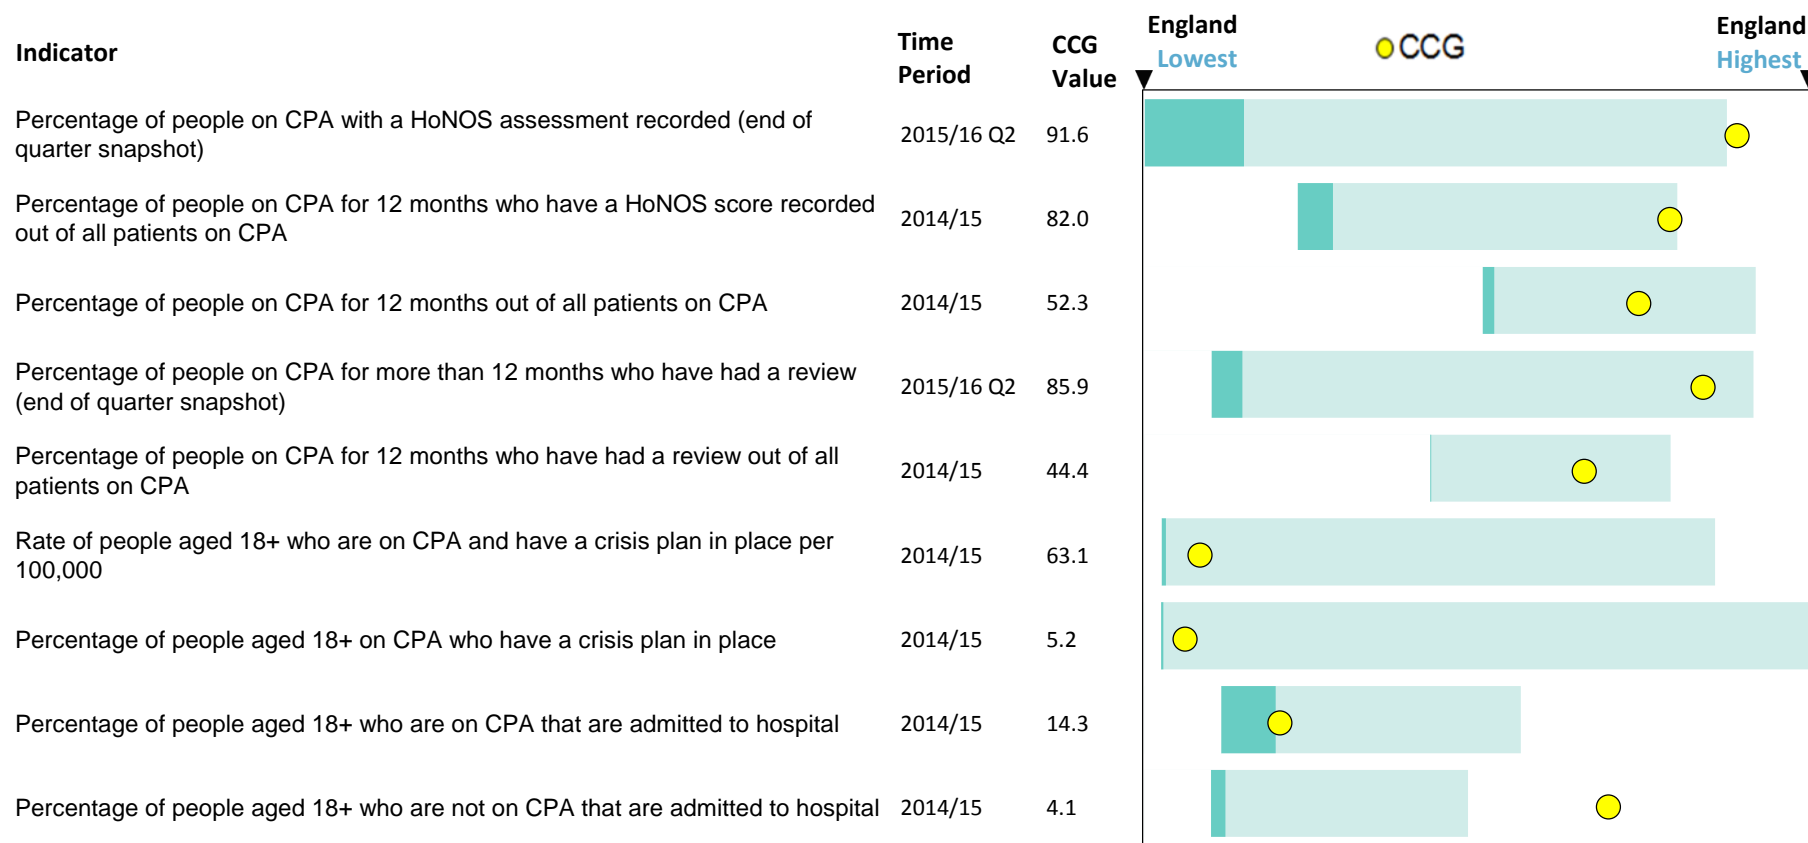 Indicator
Time
Period
CCG
Value
England
Lowest
CCG
England
Highest
Percentage of people on CPA with a HoNOS assessment recorded (end of
quarter snapshot)
2015/16 Q2
91.6
Percentage of people on CPA for 12 months who have a HoNOS score recorded
out of all patients on CPA
2014/15
82.0
Percentage of people on CPA for 12 months out of all patients on CPA
2014/15
52.3
Percentage of people on CPA for more than 12 months who have had a review
(end of quarter snapshot)
2015/16 Q2
85.9
Percentage of people on CPA for 12 months who have had a review out of all
patients on CPA
2014/15
44.4
Rate of people aged 18+ who are on CPA and have a crisis plan in place per
100,000
2014/15
63.1
Percentage of people aged 18+ on CPA who have a crisis plan in place
2014/15
5.2
Percentage of people aged 18+ who are on CPA that are admitted to hospital
2014/15
14.3
Percentage of people aged 18+ who are not on CPA that are admitted to hospital
2014/15
4.1